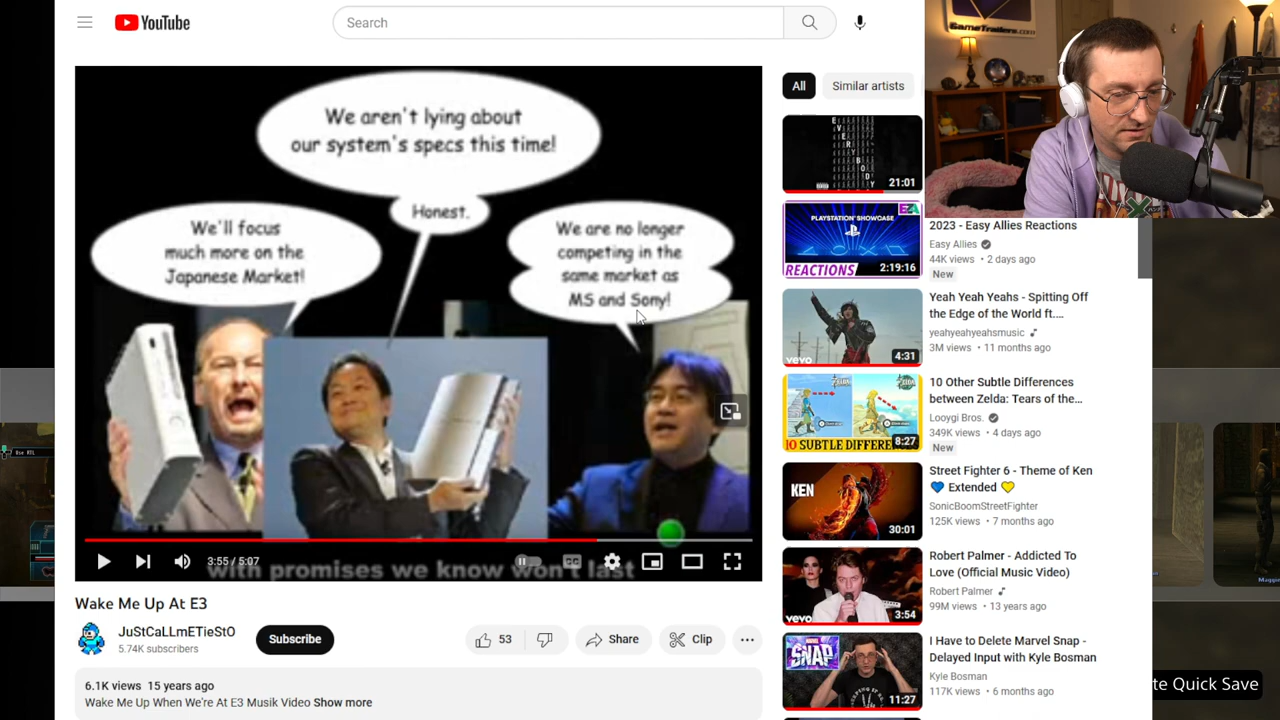 YouTube
Search
GameTrailers.com
We aren't lying about
our system's specs this time!
Honest.
We'll focus
much more on the
Japanese Market!
We are no longer
competing in the
same market as
MS and Sony!
with promises we know won't last
3:55 / 5:07
CC
Wake Me Up At E3
JuStCaLLmETieStO
5.74K subscribers
Subscribe
53
Share
Clip
6.1K views 15 years ago
Wake Me Up When We're At E3 Musik Video Show more
All
Similar artists
EVERYBODY
21:01
PLAYSTATION SHOWCASE
EZA
REACTIONS
2:19:16
2023 - Easy Allies Reactions
Easy Allies
44K views • 2 days ago
New
vevo
4:31
Yeah Yeah Yeahs - Spitting Off
the Edge of the World ft....
yeahyeahyeahsmusic
3M views • 11 months ago
ZELDA
ZELDA
10 SUBTLE DIFFERE
8:27
10 Other Subtle Differences
between Zelda: Tears of the...
Looygi Bros.
349K views • 4 days ago
New
KEN
30:01
Street Fighter 6 - Theme of Ken
💙 Extended 💛
SonicBoomStreetFighter
125K views • 7 months ago
vevo
3:54
Robert Palmer - Addicted To
Love (Official Music Video)
Robert Palmer
99M views • 13 years ago
SNAP
11:27
I Have to Delete Marvel Snap -
Delayed Input with Kyle Bosman
Kyle Bosman
117K views • 6 months ago
Maggie
te Quick Save